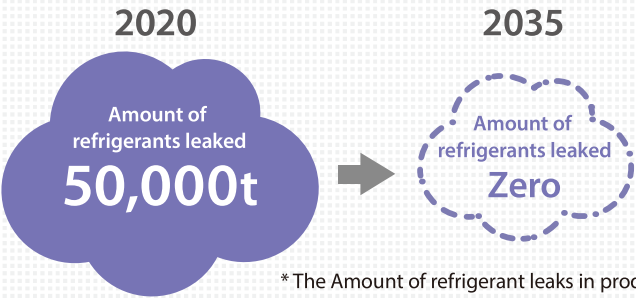 2020
2035
Amount of
refrigerants leaked
50,000t
Amount of
refrigerants leaked
Zero
* The Amount of refrigerant leaks in